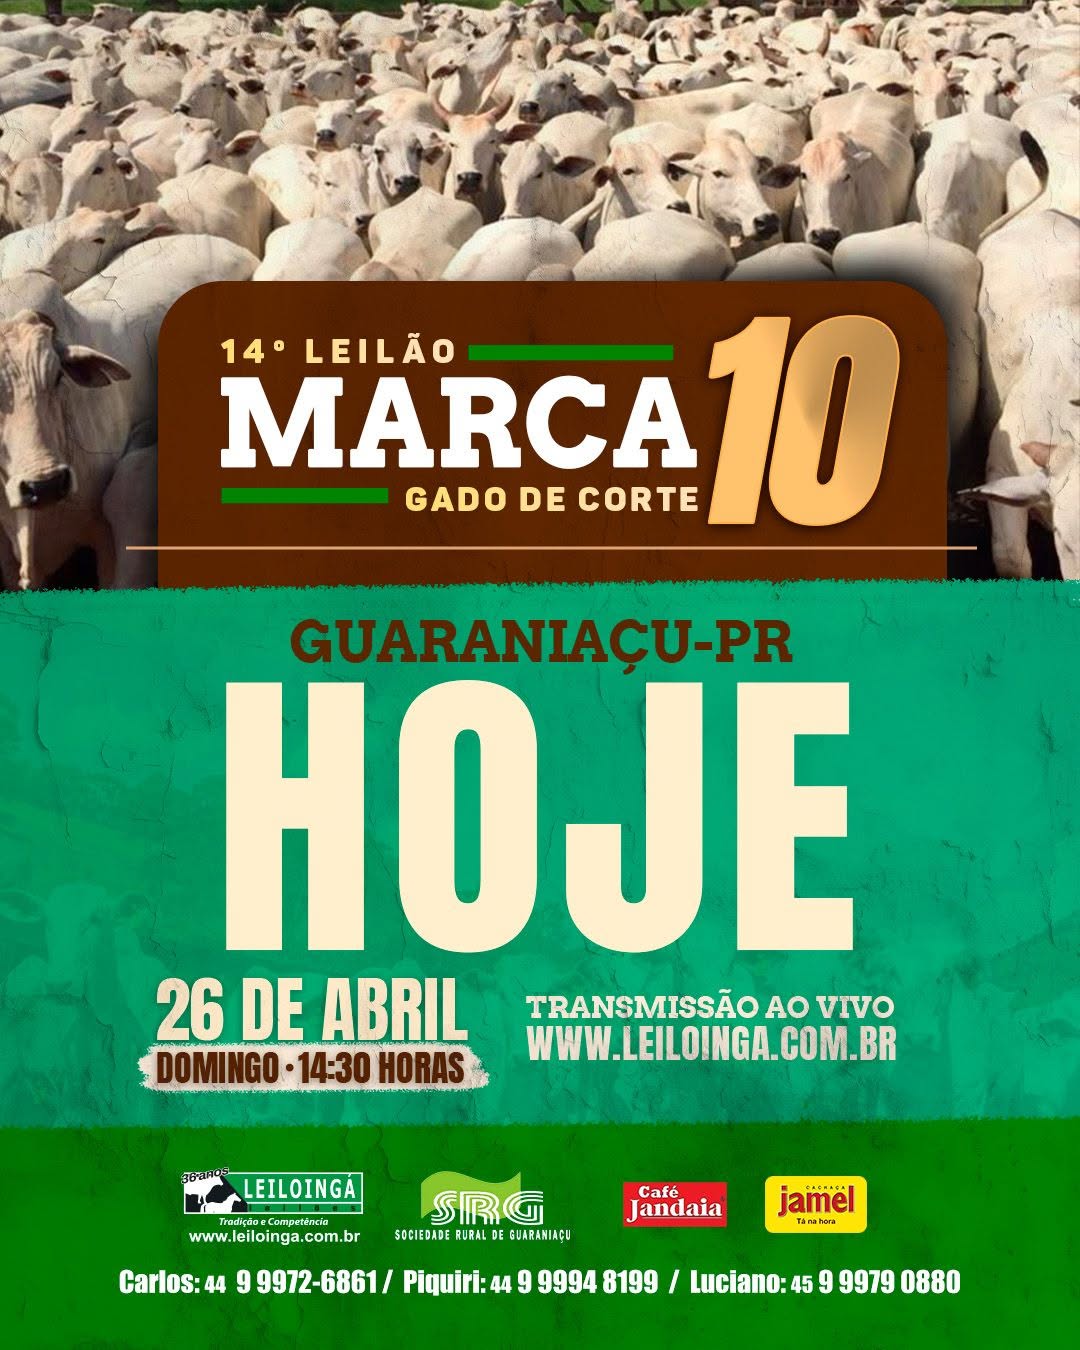 14º LEILÃO
MARCA 10
GADO DE CORTE
GUARANIAÇU-PR
HOJE
26 DE ABRIL
DOMINGO · 14:30 HORAS
TRANSMISSÃO AO VIVO
WWW.LEILOINGA.COM.BR
36 anos
LEILOINGÁ
leilões
Tradição e Competência
www.leiloinga.com.br
SRG
SOCIEDADE RURAL DE GUARANIAÇU
Café
Jandaia
CACHAÇA
jamel
Tá na hora
Carlos: 44 9 9972-6861 / Piquiri: 44 9 9994 8199 / Luciano: 45 9 9979 0880